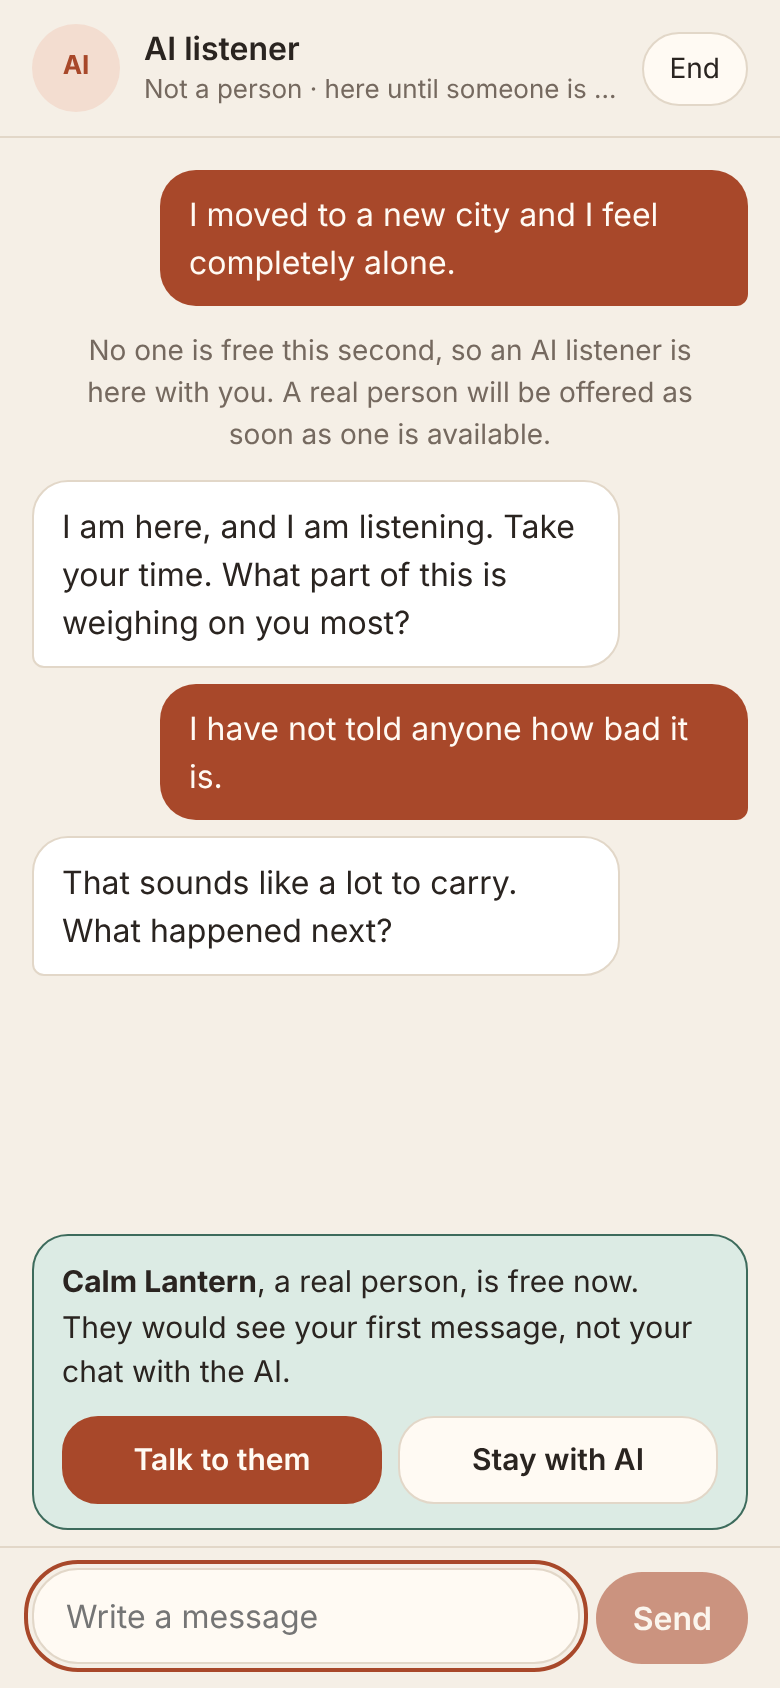 AI
AI listener
Not a person · here until someone is ...
End
I moved to a new city and I feel
completely alone.
No one is free this second, so an AI listener is
here with you. A real person will be offered as
soon as one is available.
I am here, and I am listening. Take
your time. What part of this is
weighing on you most?
I have not told anyone how bad it
is.
That sounds like a lot to carry.
What happened next?
Calm Lantern, a real person, is free now.
They would see your first message, not your
chat with the AI.
Talk to them
Stay with AI
Write a message
Send